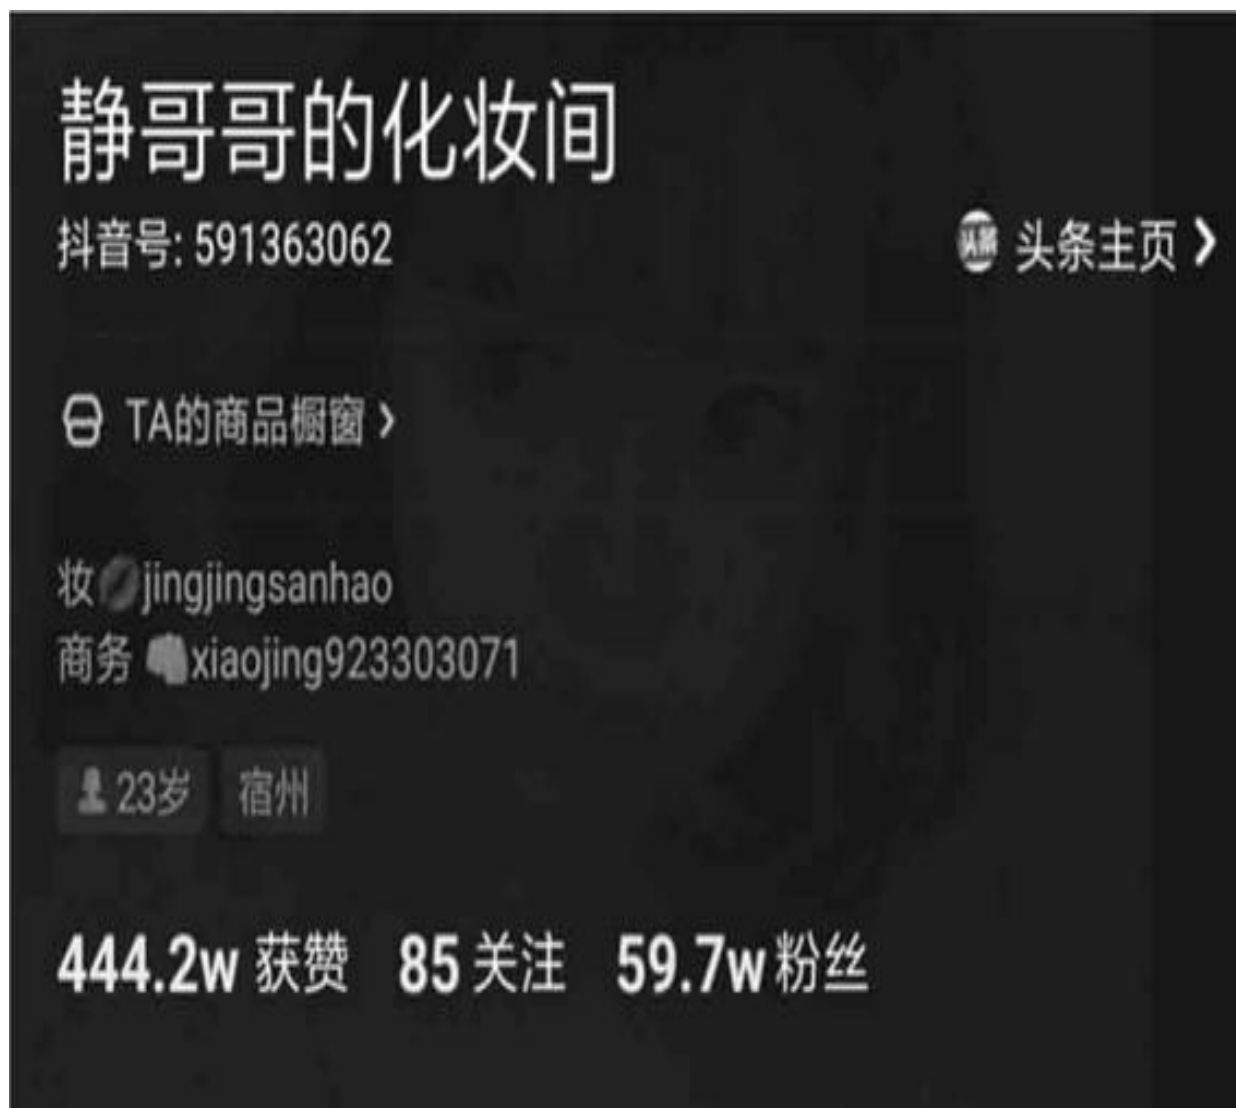 静哥哥的化妆间
抖音号: 591363062
头条 头条主页 >
TA的商品橱窗 >
妆💋jingjingsanhao
商务 👊xiaojing923303071
23岁 宿州
444.2w 获赞 85 关注 59.7w 粉丝